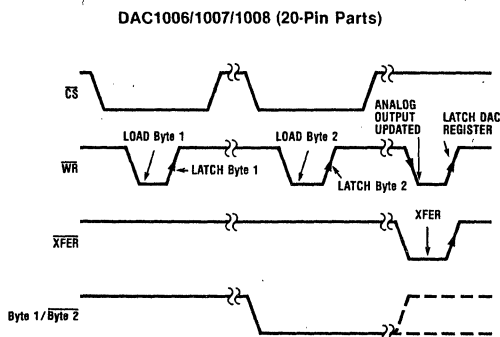 DAC1006/1007/1008 (20-Pin Parts)
CS
ANALOG
OUTPUT
UPDATED
LATCH DAC
REGISTER
LOAD Byte 1
LOAD Byte 2
WR
LATCH Byte 1
LATCH Byte 2
XFER
XFER
Byte 1/Byte 2